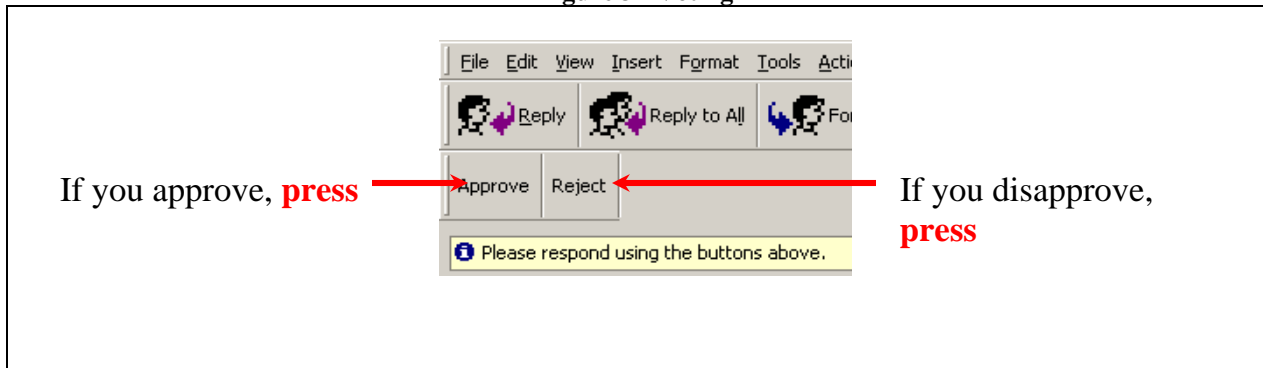 File Edit View Insert Format Tools
Reply Reply to All
If you approve, press
Approve Reject
If you disapprove,
press
Please respond using the buttons above.